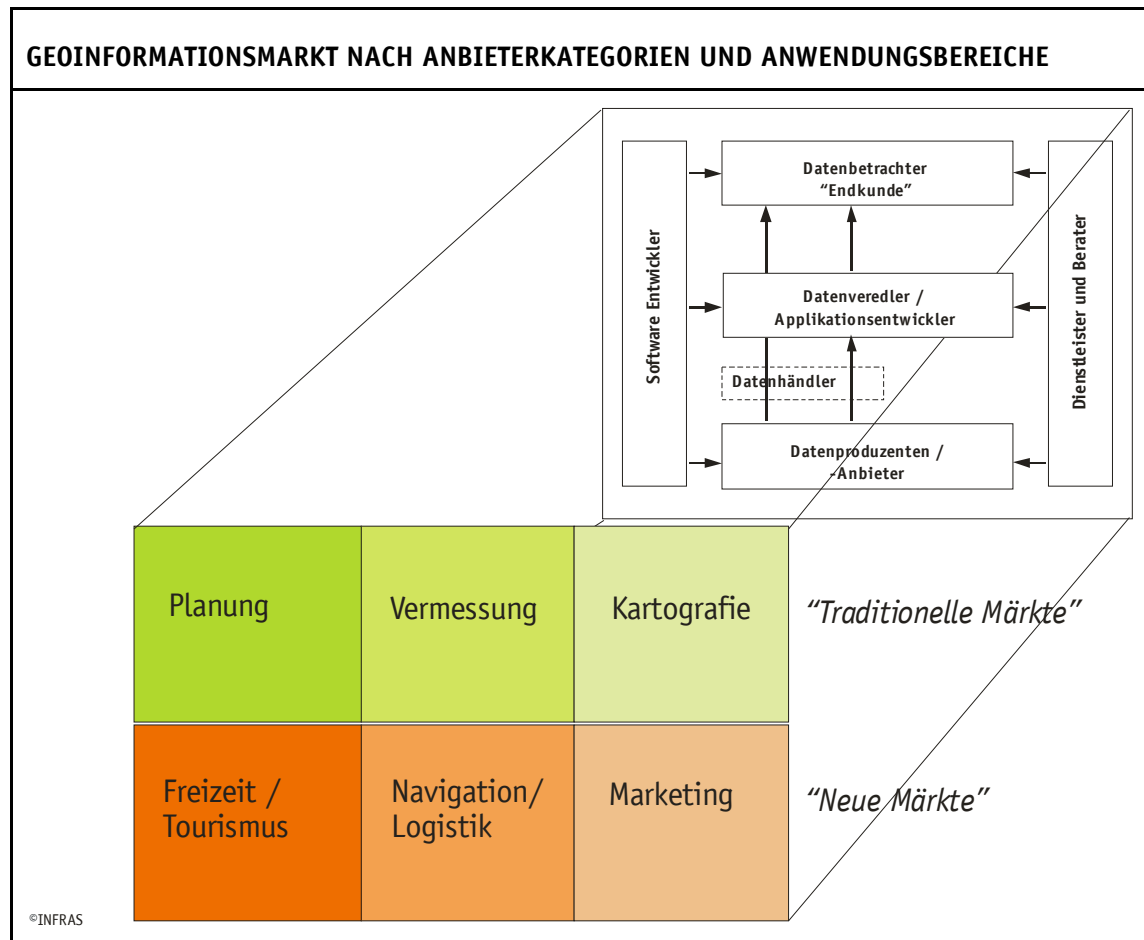 GEOINFORMATIONSMARKT NACH ANBIETERKATEGORIEN UND ANWENDUNGSBEREICHE
Datenbetrachter
“Endkunde”
Software Entwickler
Datenveredler /
Applikationsentwickler
Dienstleister und Berater
Datenhändler
Datenproduzenten /
-Anbieter
Planung
Vermessung
Kartografie
“Traditionelle Märkte”
Freizeit /
Tourismus
Navigation/
Logistik
Marketing
“Neue Märkte”
©INFRAS